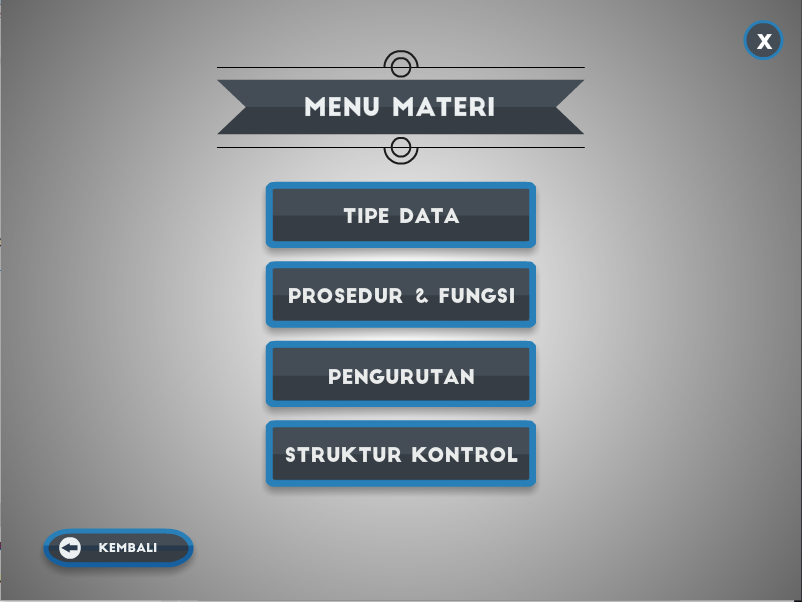 X
MENU MATERI
TIPE DATA
PROSEDUR & FUNGSI
PENGURUTAN
STRUKTUR KONTROL
KEMBALI